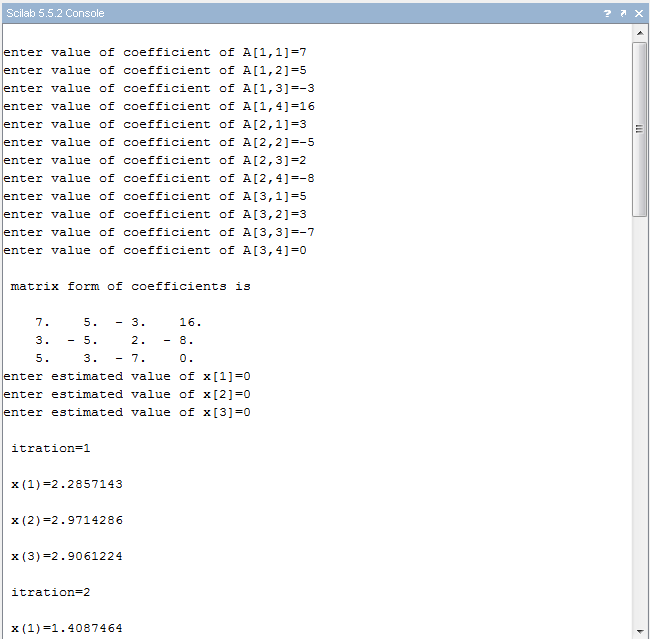 Scilab 5.5.2 Console
enter value of coefficient of A[1,1]=7
enter value of coefficient of A[1,2]=5
enter value of coefficient of A[1,3]=-3
enter value of coefficient of A[1,4]=16
enter value of coefficient of A[2,1]=3
enter value of coefficient of A[2,2]=-5
enter value of coefficient of A[2,3]=2
enter value of coefficient of A[2,4]=-8
enter value of coefficient of A[3,1]=5
enter value of coefficient of A[3,2]=3
enter value of coefficient of A[3,3]=-7
enter value of coefficient of A[3,4]=0
matrix form of coefficients is
7. 5. - 3. 16.
3. - 5. 2. - 8.
5. 3. - 7. 0.
enter estimated value of x[1]=0
enter estimated value of x[2]=0
enter estimated value of x[3]=0
itration=1
x(1)=2.2857143
x(2)=2.9714286
x(3)=2.9061224
itration=2
x(1)=1.4087464